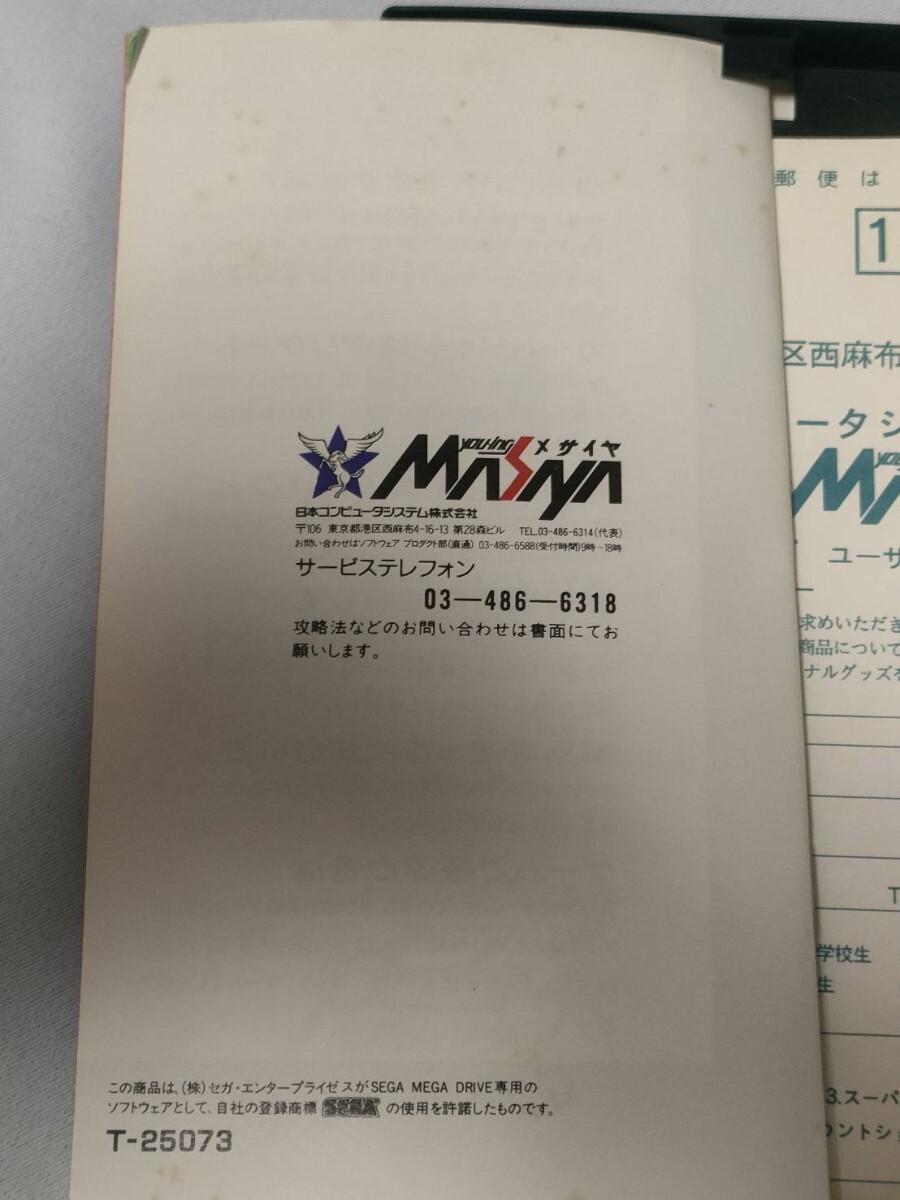 you-ing メサイヤ
MASAYA
日本コンピュータシステム株式会社
〒106 東京都港区西麻布4-16-13 第28森ビル TEL.03-486-6314(代表)
お問い合わせはソフトウェア プロダクト部(直通) 03-486-6588(受付時間)9時—18時
サービステレフォン
03—486—6318
攻略法などのお問い合わせは書面にてお
願いします。
この商品は、(株)セガ・エンタープライゼスがSEGA MEGA DRIVE専用の
ソフトウェアとして、自社の登録商標 SEGA の使用を許諾したものです。
T-25073
郵便は
1
区西麻布
ータシ
ユーザ
求めいただき
商品について
ナルグッズを
T
学校生
生
3.スーパ
ウントショ